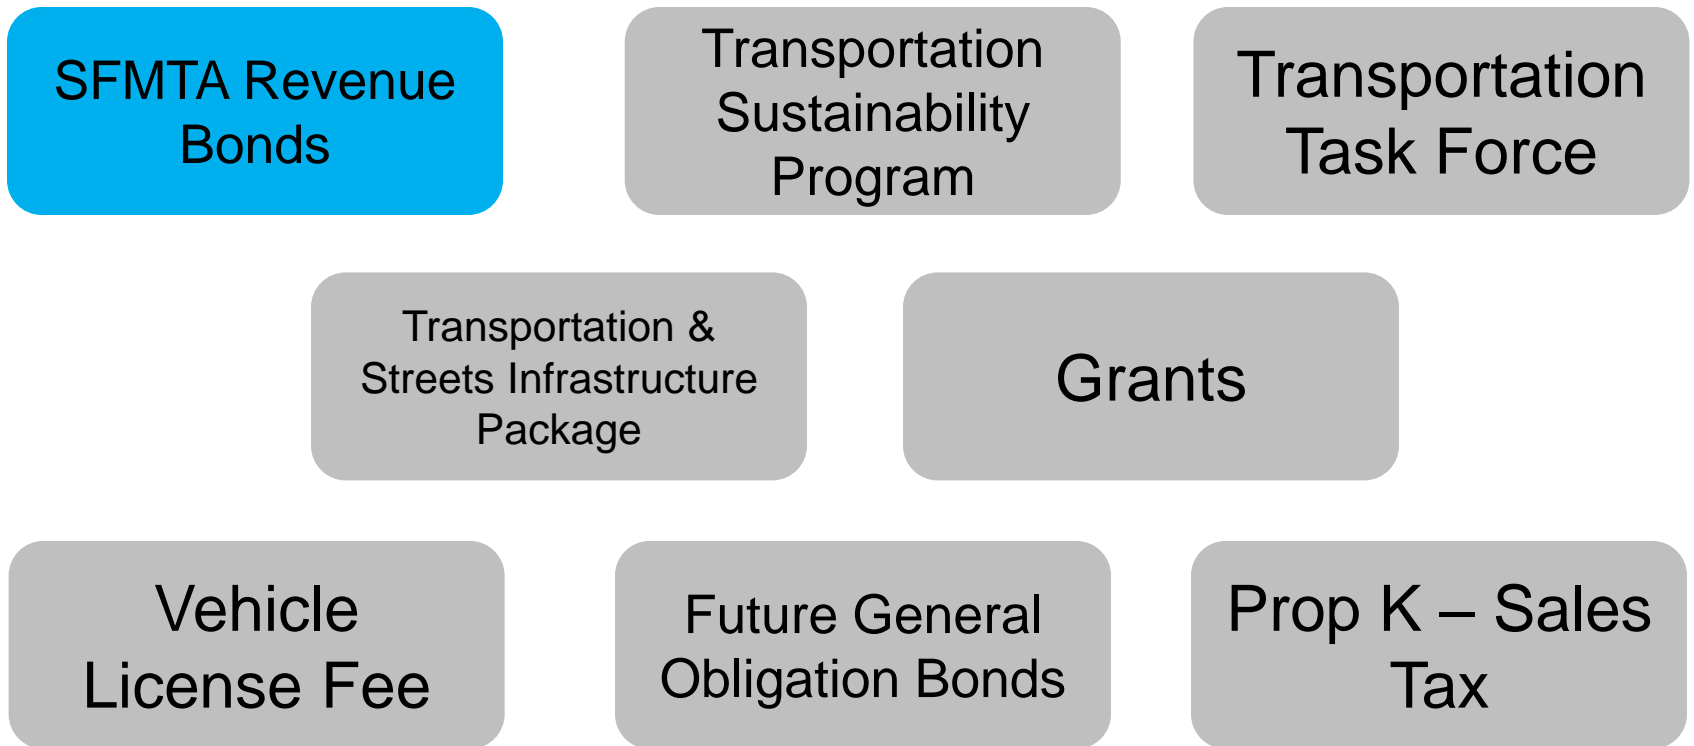 SFMTA Revenue
Bonds
Transportation
Sustainability
Program
Transportation
Task Force
Transportation &
Streets Infrastructure
Package
Grants
Vehicle
License Fee
Future General
Obligation Bonds
Prop K – Sales
Tax